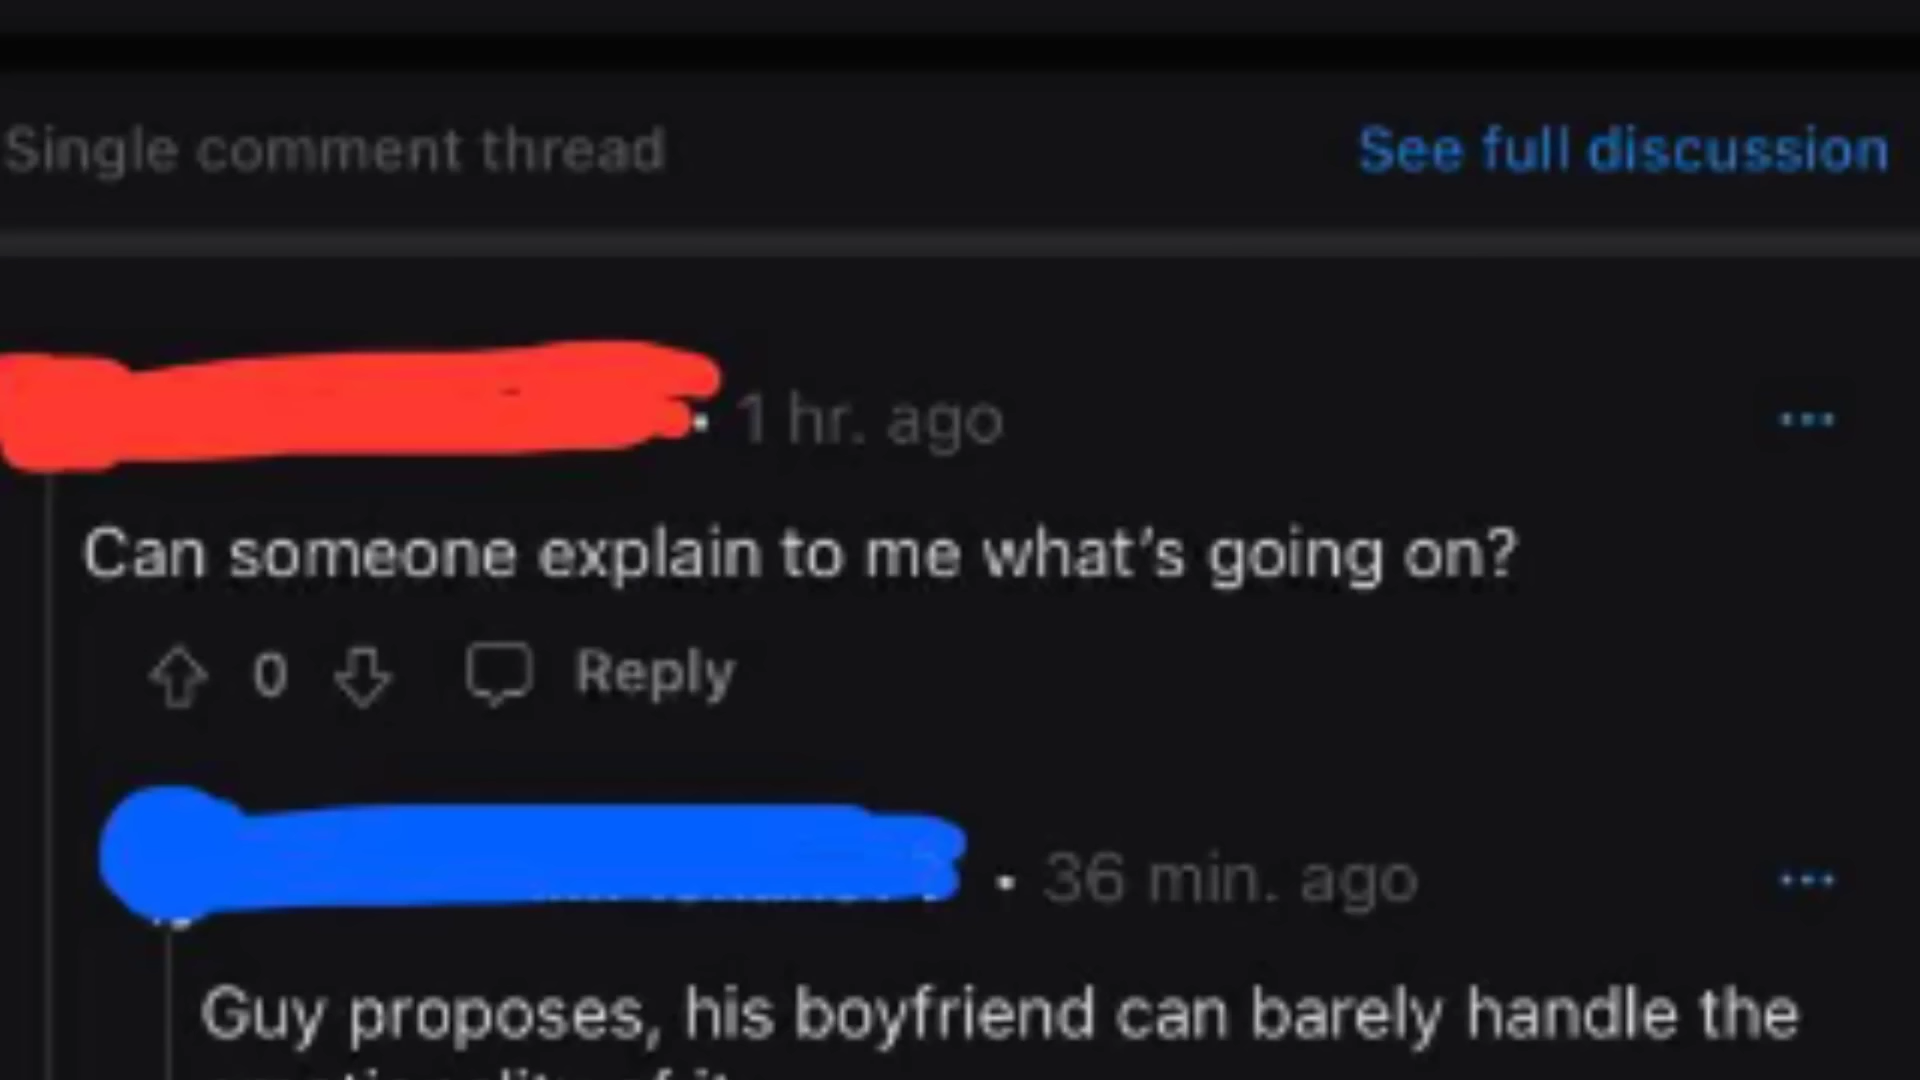 Single comment thread
See full discussion
· 1 hr. ago
Can someone explain to me what's going on?
0 Reply
· 36 min. ago
Guy proposes, his boyfriend can barely handle the